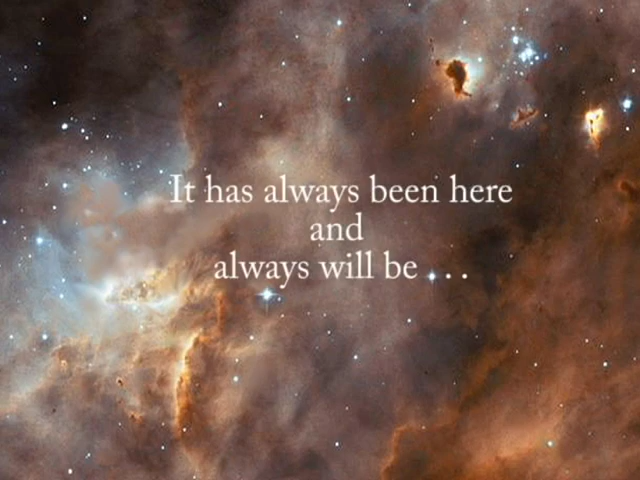 It has always been here
and
always will be . . .